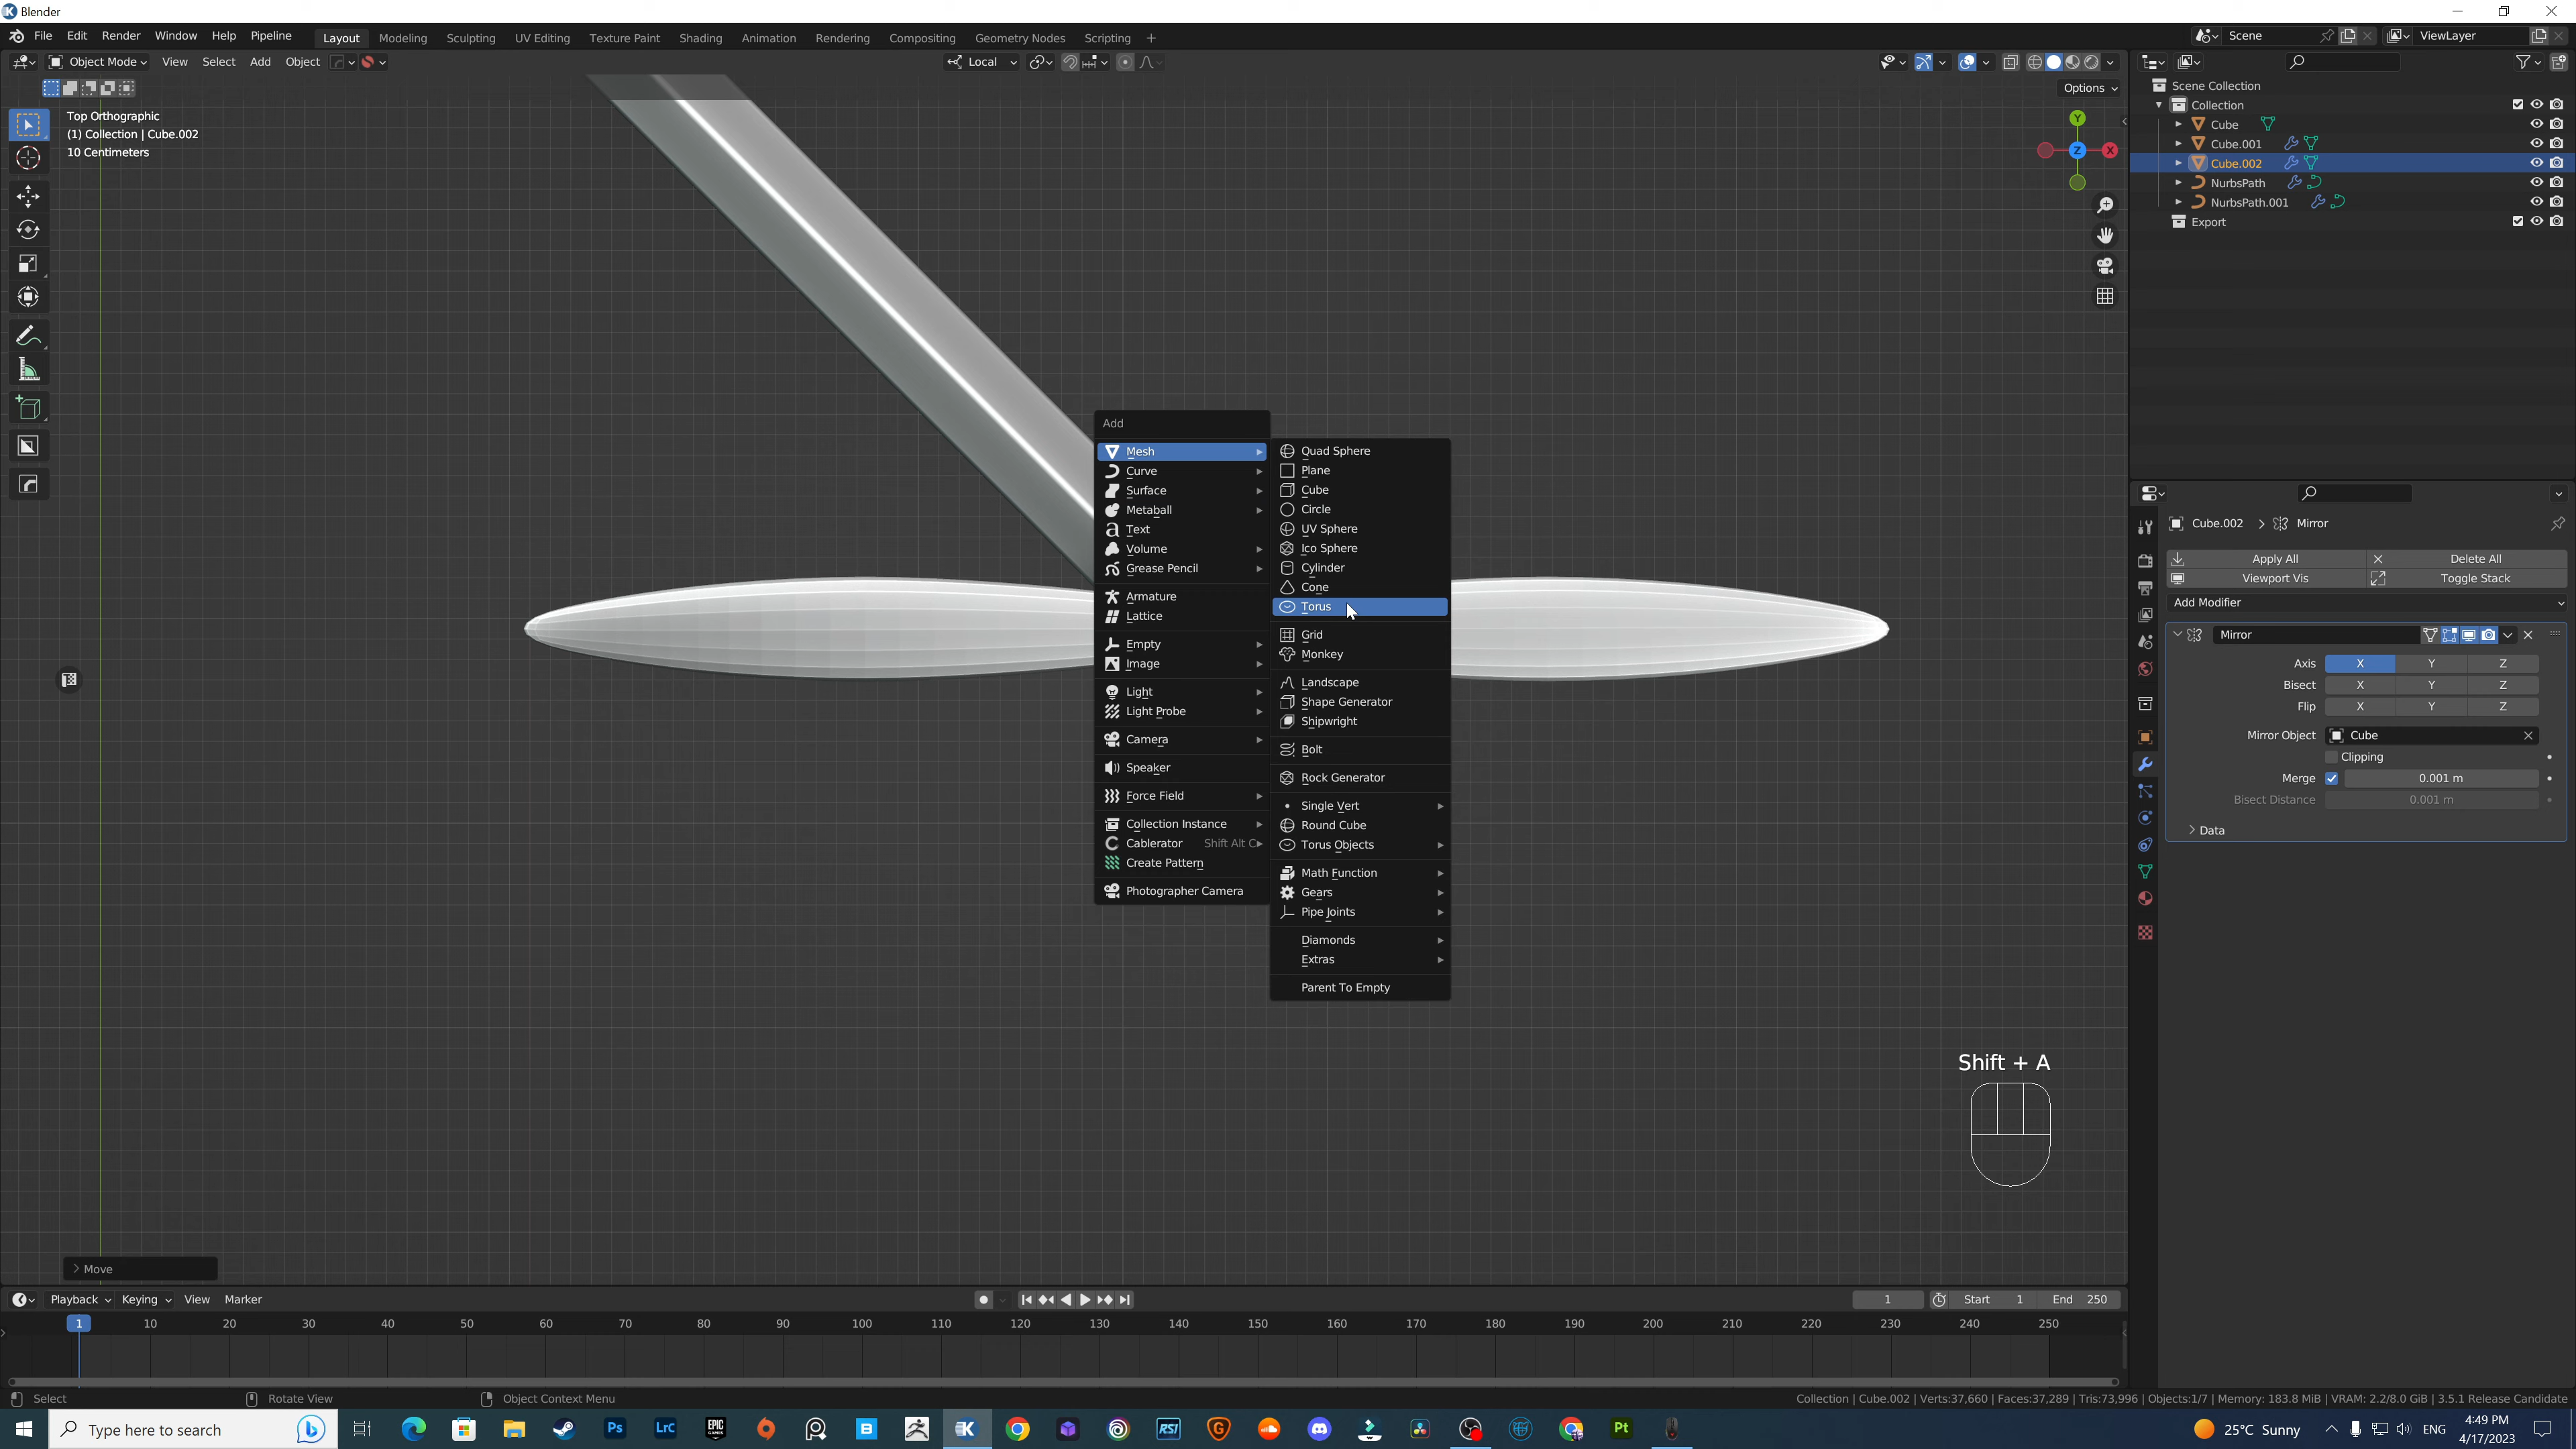 Blender
File Edit Render Window Help Pipeline Layout Modeling Sculpting UV Editing Texture Paint Shading Animation Rendering Compositing Geometry Nodes Scripting + Scene ViewLayer
Object Mode View Select Add Object Local
Options
Top Orthographic
(1) Collection | Cube.002
10 Centimeters
Y
X
Z
Scene Collection
Collection
Cube
Cube.001
Cube.002
NurbsPath
NurbsPath.001
Export
Add
Mesh
Curve
Surface
Metaball
Text
Volume
Grease Pencil
Armature
Lattice
Empty
Image
Light
Light Probe
Camera
Speaker
Force Field
Collection Instance
Cablerator Shift Alt C
Create Pattern
Photographer Camera
Quad Sphere
Plane
Cube
Circle
UV Sphere
Ico Sphere
Cylinder
Cone
Torus
Grid
Monkey
Landscape
Shape Generator
Shipwright
Bolt
Rock Generator
Single Vert
Round Cube
Torus Objects
Math Function
Gears
Pipe Joints
Diamonds
Extras
Parent To Empty
Cube.002 > Mirror
Apply All Delete All
Viewport Vis Toggle Stack
Add Modifier
Mirror
Axis X Y Z
Bisect X Y Z
Flip X Y Z
Mirror Object Cube
Clipping
Merge 0.001 m
Bisect Distance 0.001 m
Data
Shift + A
Move
Playback Keying View Marker 1 Start 1 End 250
1 10 20 30 40 50 60 70 80 90 100 110 120 130 140 150 160 170 180 190 200 210 220 230 240 250
Select Rotate View Object Context Menu Collection | Cube.002 | Verts:37,660 | Faces:37,289 | Tris:73,996 | Objects:1/7 | Memory: 183.8 MiB | VRAM: 2.2/8.0 GiB | 3.5.1 Release Candidate
Type here to search Ps LrC EPIC GAMES B K RSI G Pt 25°C Sunny ENG 4:49 PM
4/17/2023